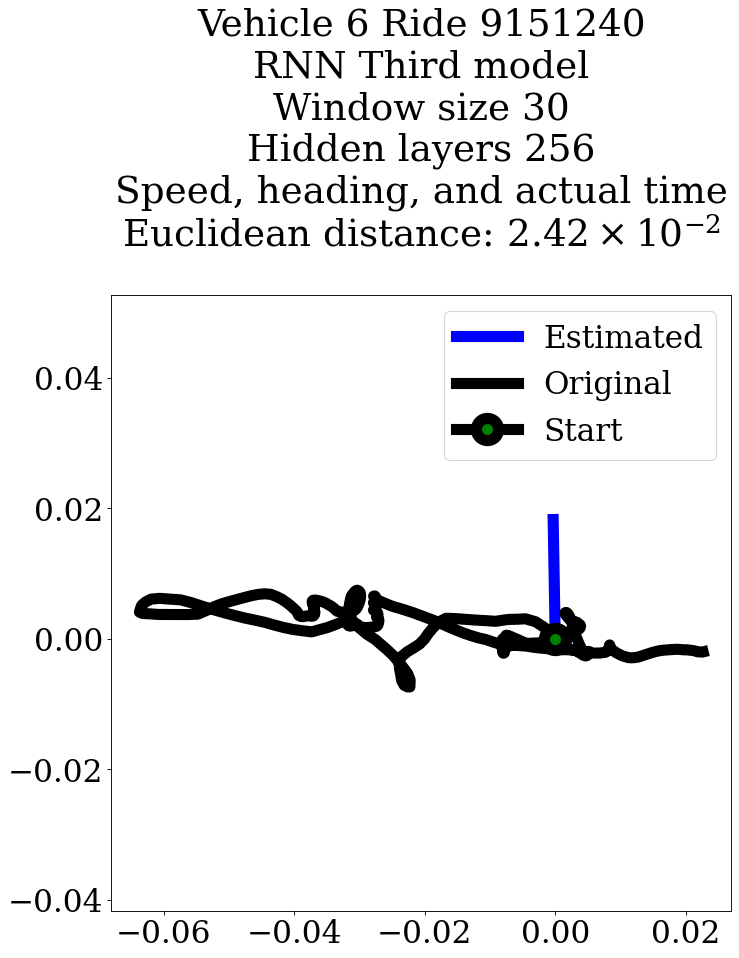 Vehicle 6 Ride 9151240
RNN Third model
Window size 30
Hidden layers 256
Speed, heading, and actual time
Euclidean distance: 2.42 × 10⁻²
Estimated
Original
Start
0.04
0.02
0.00
−0.02
−0.04
−0.06 −0.04 −0.02 0.00 0.02